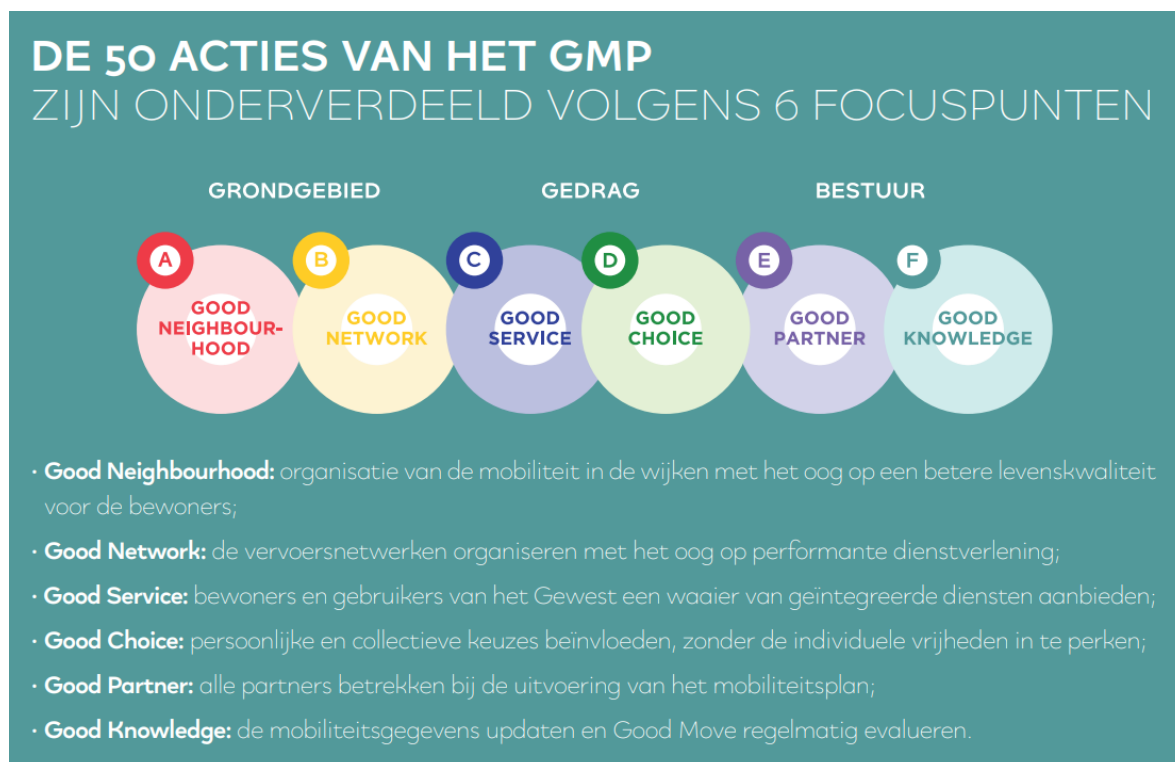 DE 50 ACTIES VAN HET GMP
ZIJN ONDERVERDEELD VOLGENS 6 FOCUSPUNTEN
GRONDGEBIED GEDRAG BESTUUR
A B C D E F
GOOD
NEIGHBOUR-
HOOD
GOOD
NETWORK
GOOD
SERVICE
GOOD
CHOICE
GOOD
PARTNER
GOOD
KNOWLEDGE
· Good Neighbourhood: organisatie van de mobiliteit in de wijken met het oog op een betere levenskwaliteit
voor de bewoners;
· Good Network: de vervoersnetwerken organiseren met het oog op performante dienstverlening;
· Good Service: bewoners en gebruikers van het Gewest een waaier van geïntegreerde diensten aanbieden;
· Good Choice: persoonlijke en collectieve keuzes beïnvloeden, zonder de individuele vrijheden in te perken;
· Good Partner: alle partners betrekken bij de uitvoering van het mobiliteitsplan;
· Good Knowledge: de mobiliteitsgegevens updaten en Good Move regelmatig evalueren.